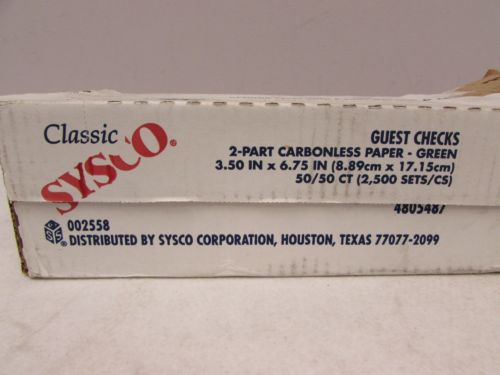 Classic
SYSCO®
GUEST CHECKS
2-PART CARBONLESS PAPER - GREEN
3.50 IN x 6.75 IN (8.89cm x 17.15cm)
50/50 CT (2,500 SETS/CS)
4805487
002558
® DISTRIBUTED BY SYSCO CORPORATION, HOUSTON, TEXAS 77077-2099